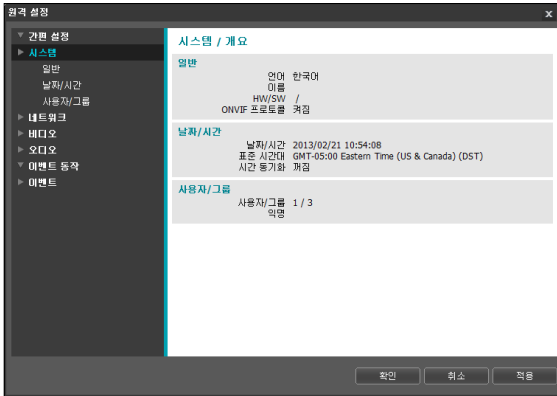 원격 설정
x
간편 설정
시스템
일반
날짜/시간
사용자/그룹
네트워크
비디오
오디오
이벤트 동작
이벤트
시스템 / 개요
일반
언어 한국어
이름
HW/SW /
ONVIF 프로토콜 켜짐
날짜/시간
날짜/시간 2013/02/21 10:54:08
표준 시간대 GMT-05:00 Eastern Time (US & Canada) (DST)
시간 동기화 꺼짐
사용자/그룹
사용자/그룹 1 / 3
익명
확인 취소 적용